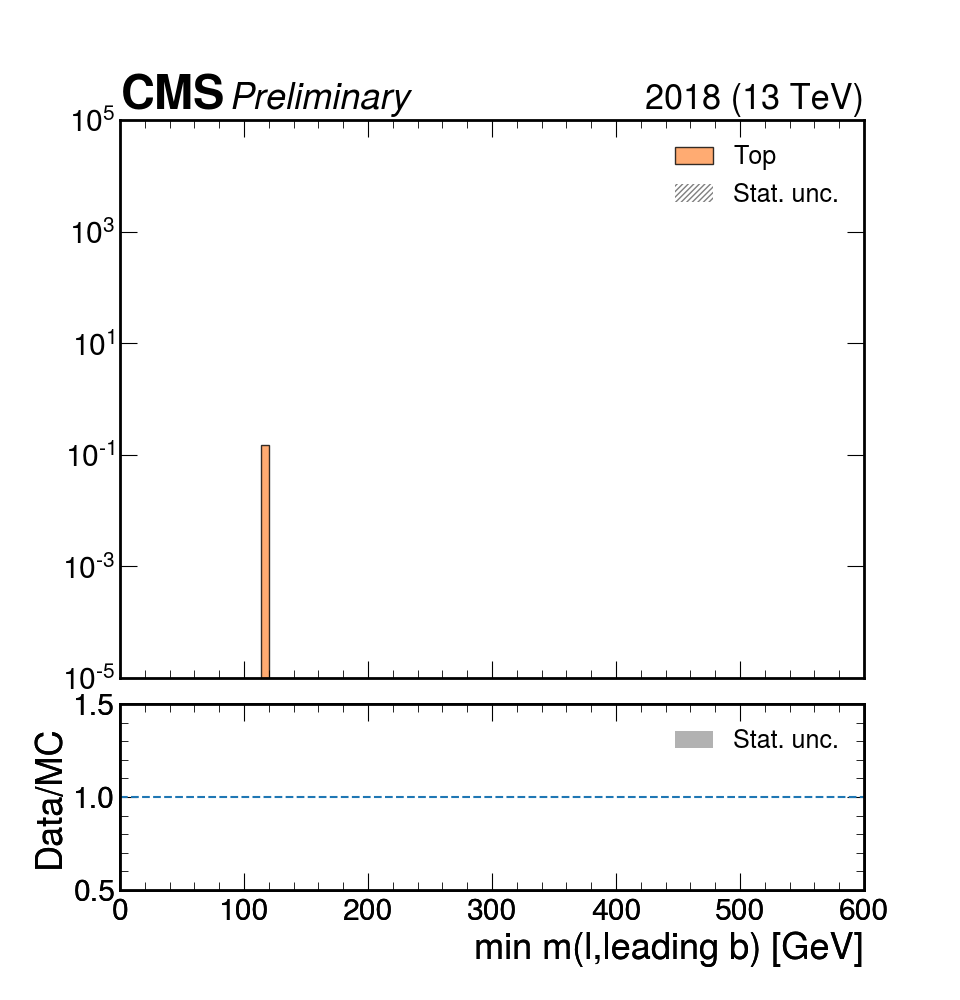 CMS Preliminary 2018 (13 TeV)
10^5
Top
Stat. unc.
10^3
10^1
10^-1
10^-3
10^-5
1.5
Stat. unc.
Data/MC
1.0
0.5
0 100 200 300 400 500 600
min m(l,leading b) [GeV]